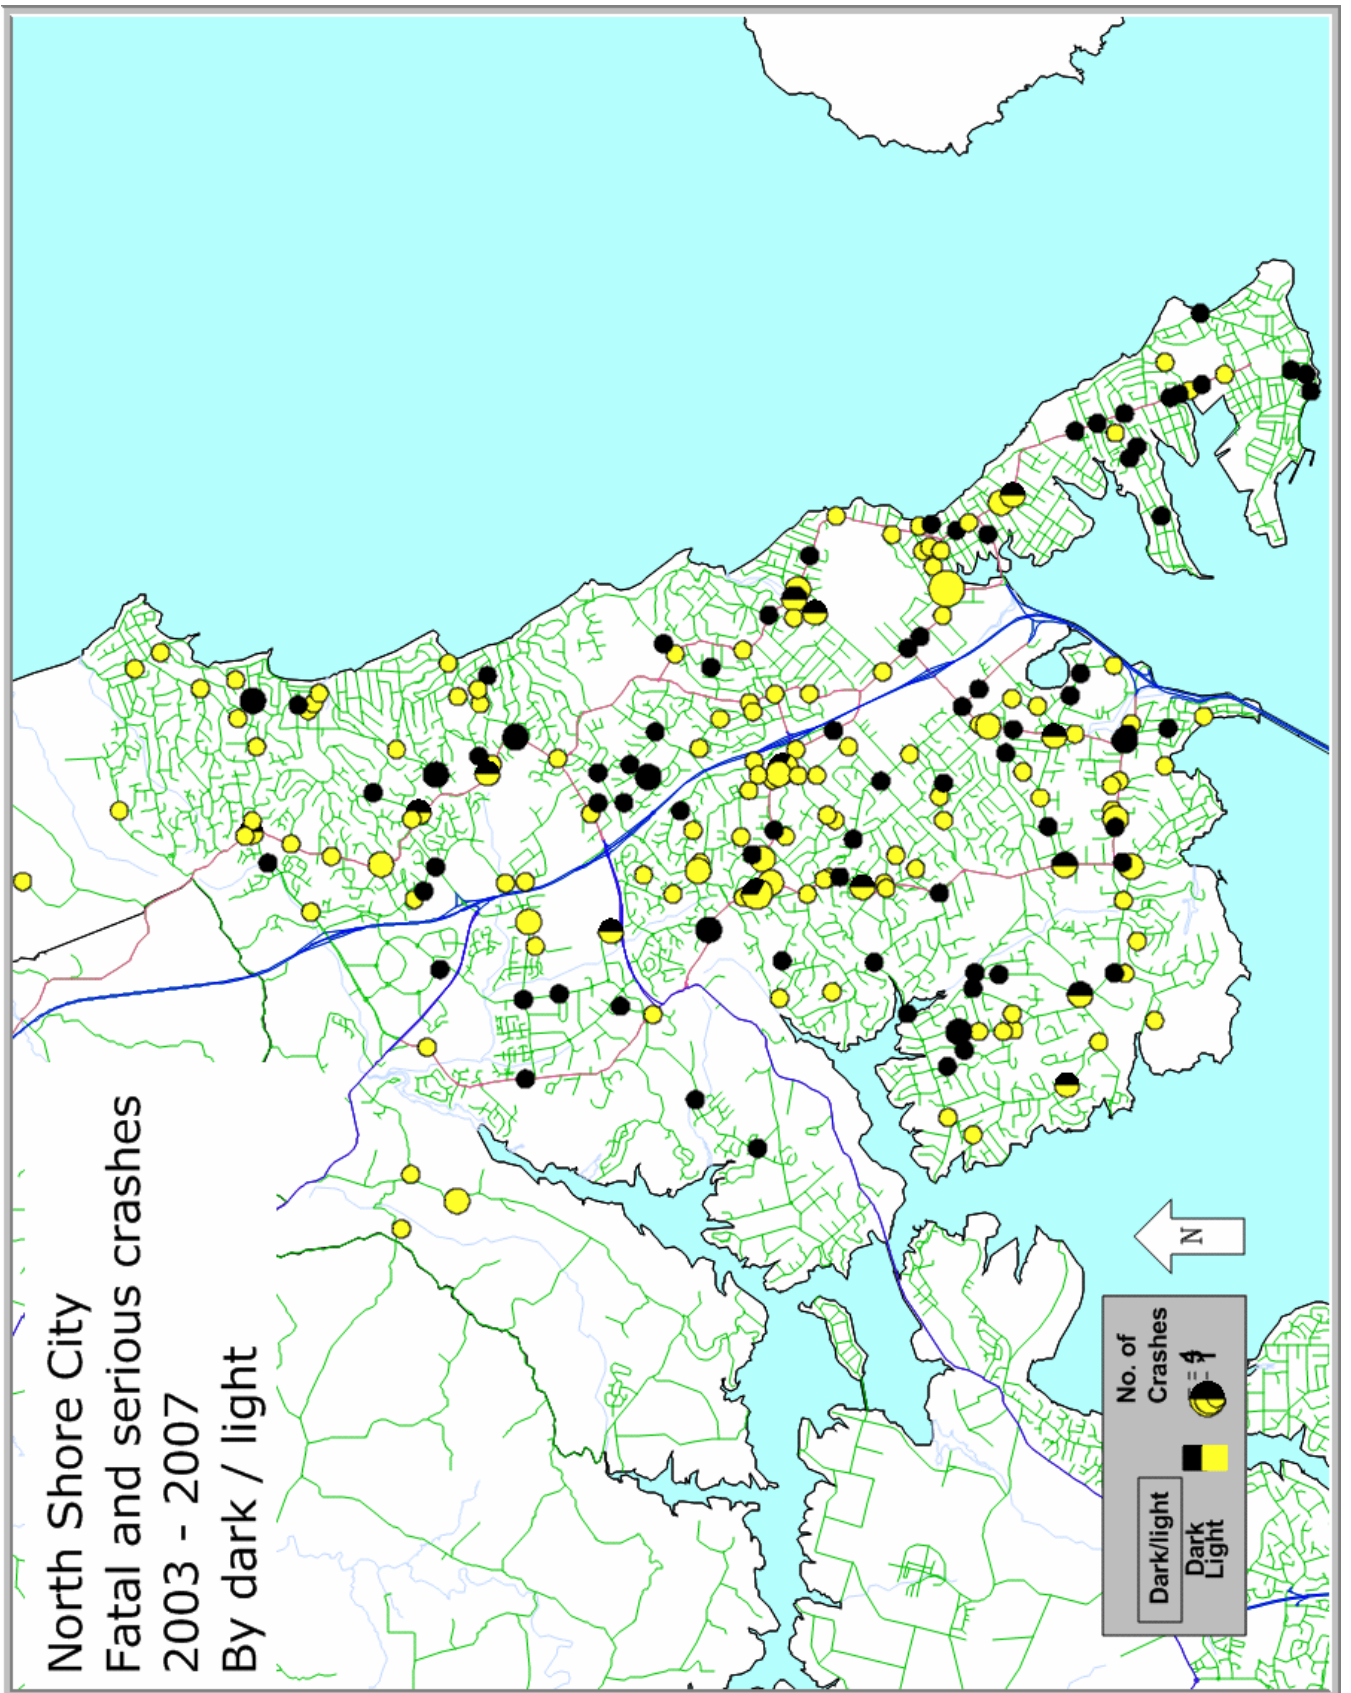 North Shore City
Fatal and serious crashes
2003 - 2007
By dark / light
N
Dark/light
Dark
Light
No. of
Crashes